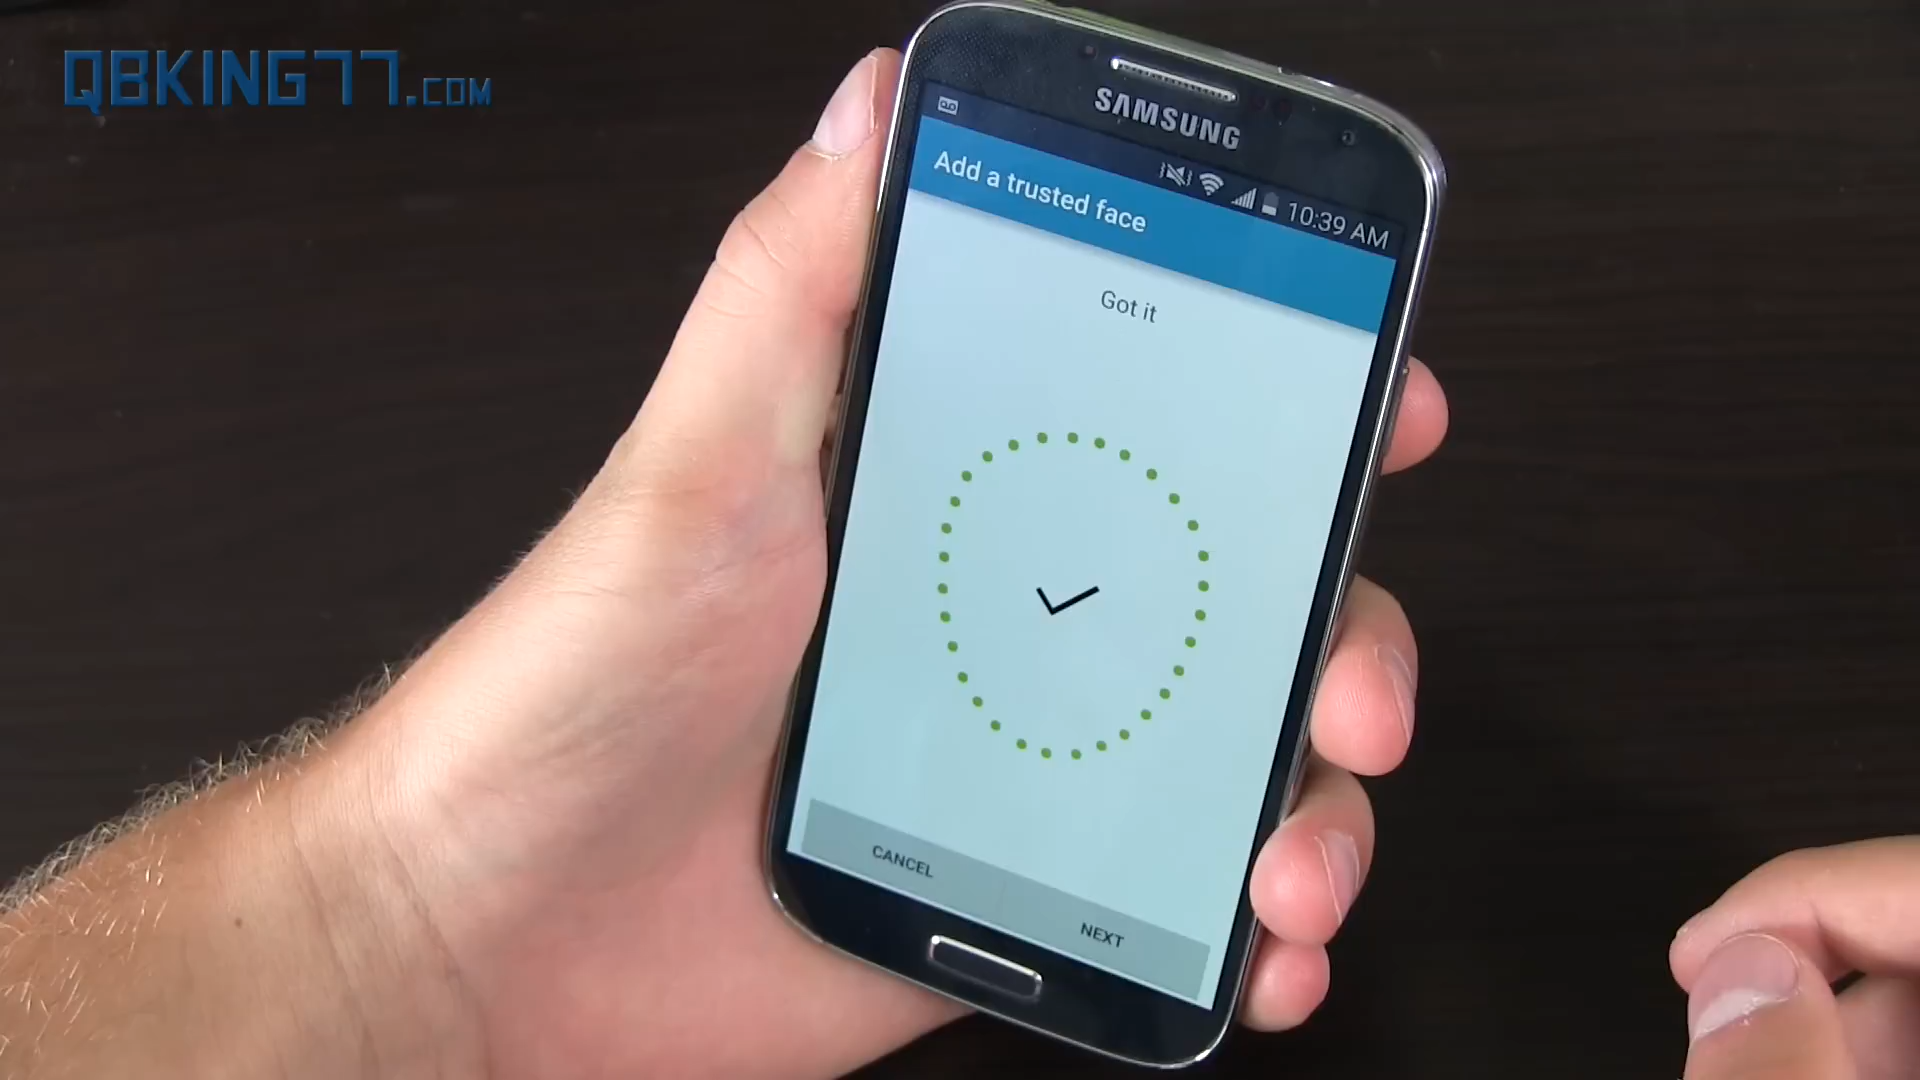 QBKING77.COM
SAMSUNG
10:39 AM
Add a trusted face
Got it
CANCEL
NEXT